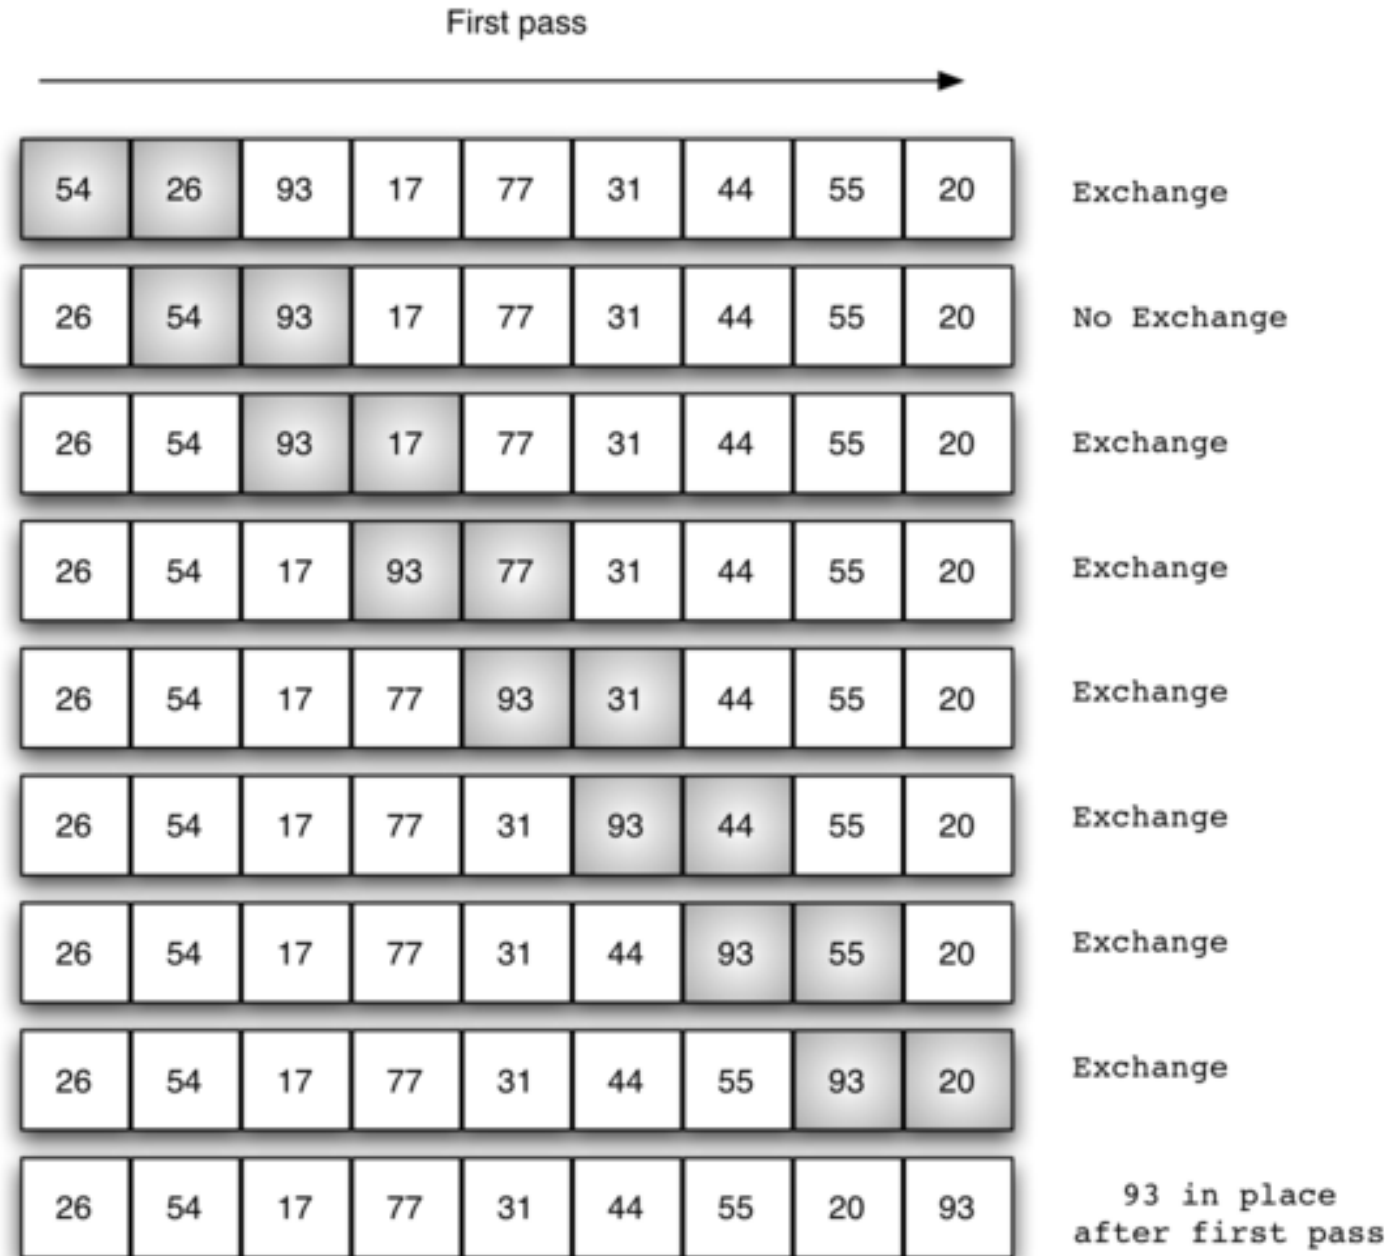 First pass
54 26 93 17 77 31 44 55 20 Exchange
26 54 93 17 77 31 44 55 20 No Exchange
26 54 93 17 77 31 44 55 20 Exchange
26 54 17 93 77 31 44 55 20 Exchange
26 54 17 77 93 31 44 55 20 Exchange
26 54 17 77 31 93 44 55 20 Exchange
26 54 17 77 31 44 93 55 20 Exchange
26 54 17 77 31 44 55 93 20 Exchange
26 54 17 77 31 44 55 20 93 93 in place
after first pass